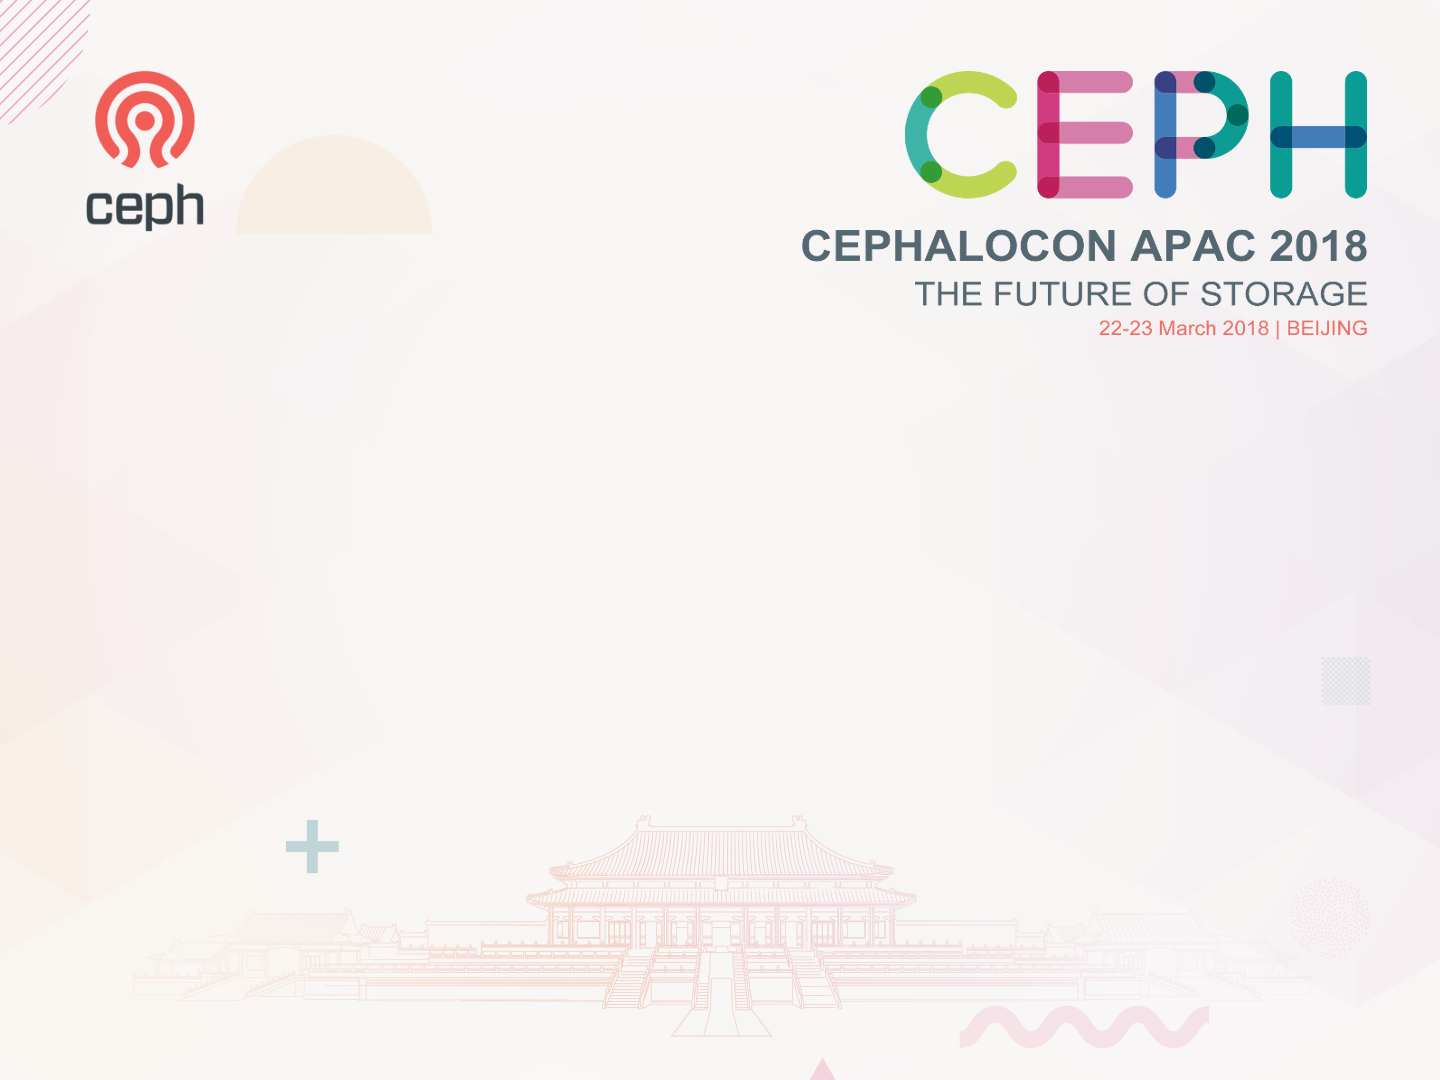 ceph
CEPH
CEPHALOCON APAC 2018
THE FUTURE OF STORAGE
22-23 March 2018 | BEIJING